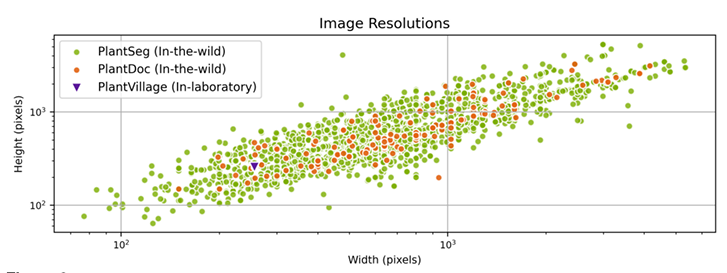 Image Resolutions
PlantSeg (In-the-wild)
PlantDoc (In-the-wild)
PlantVillage (In-laboratory)
Height (pixels)
10³
10²
10² 10³
Width (pixels)